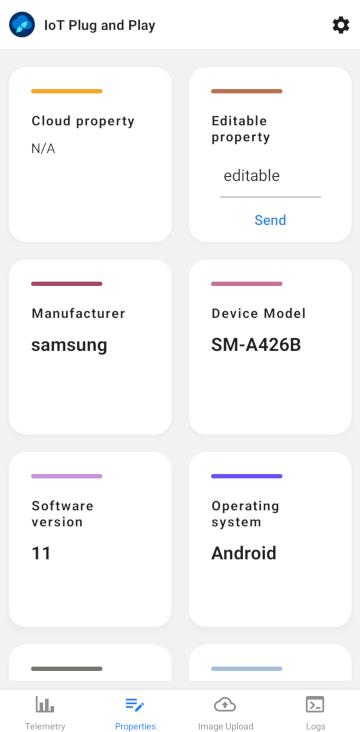 IoT Plug and Play
Cloud property
N/A
Editable
property
editable
Send
Manufacturer
samsung
Device Model
SM-A426B
Software
version
11
Operating
system
Android
Telemetry
Properties
Image Upload
Logs